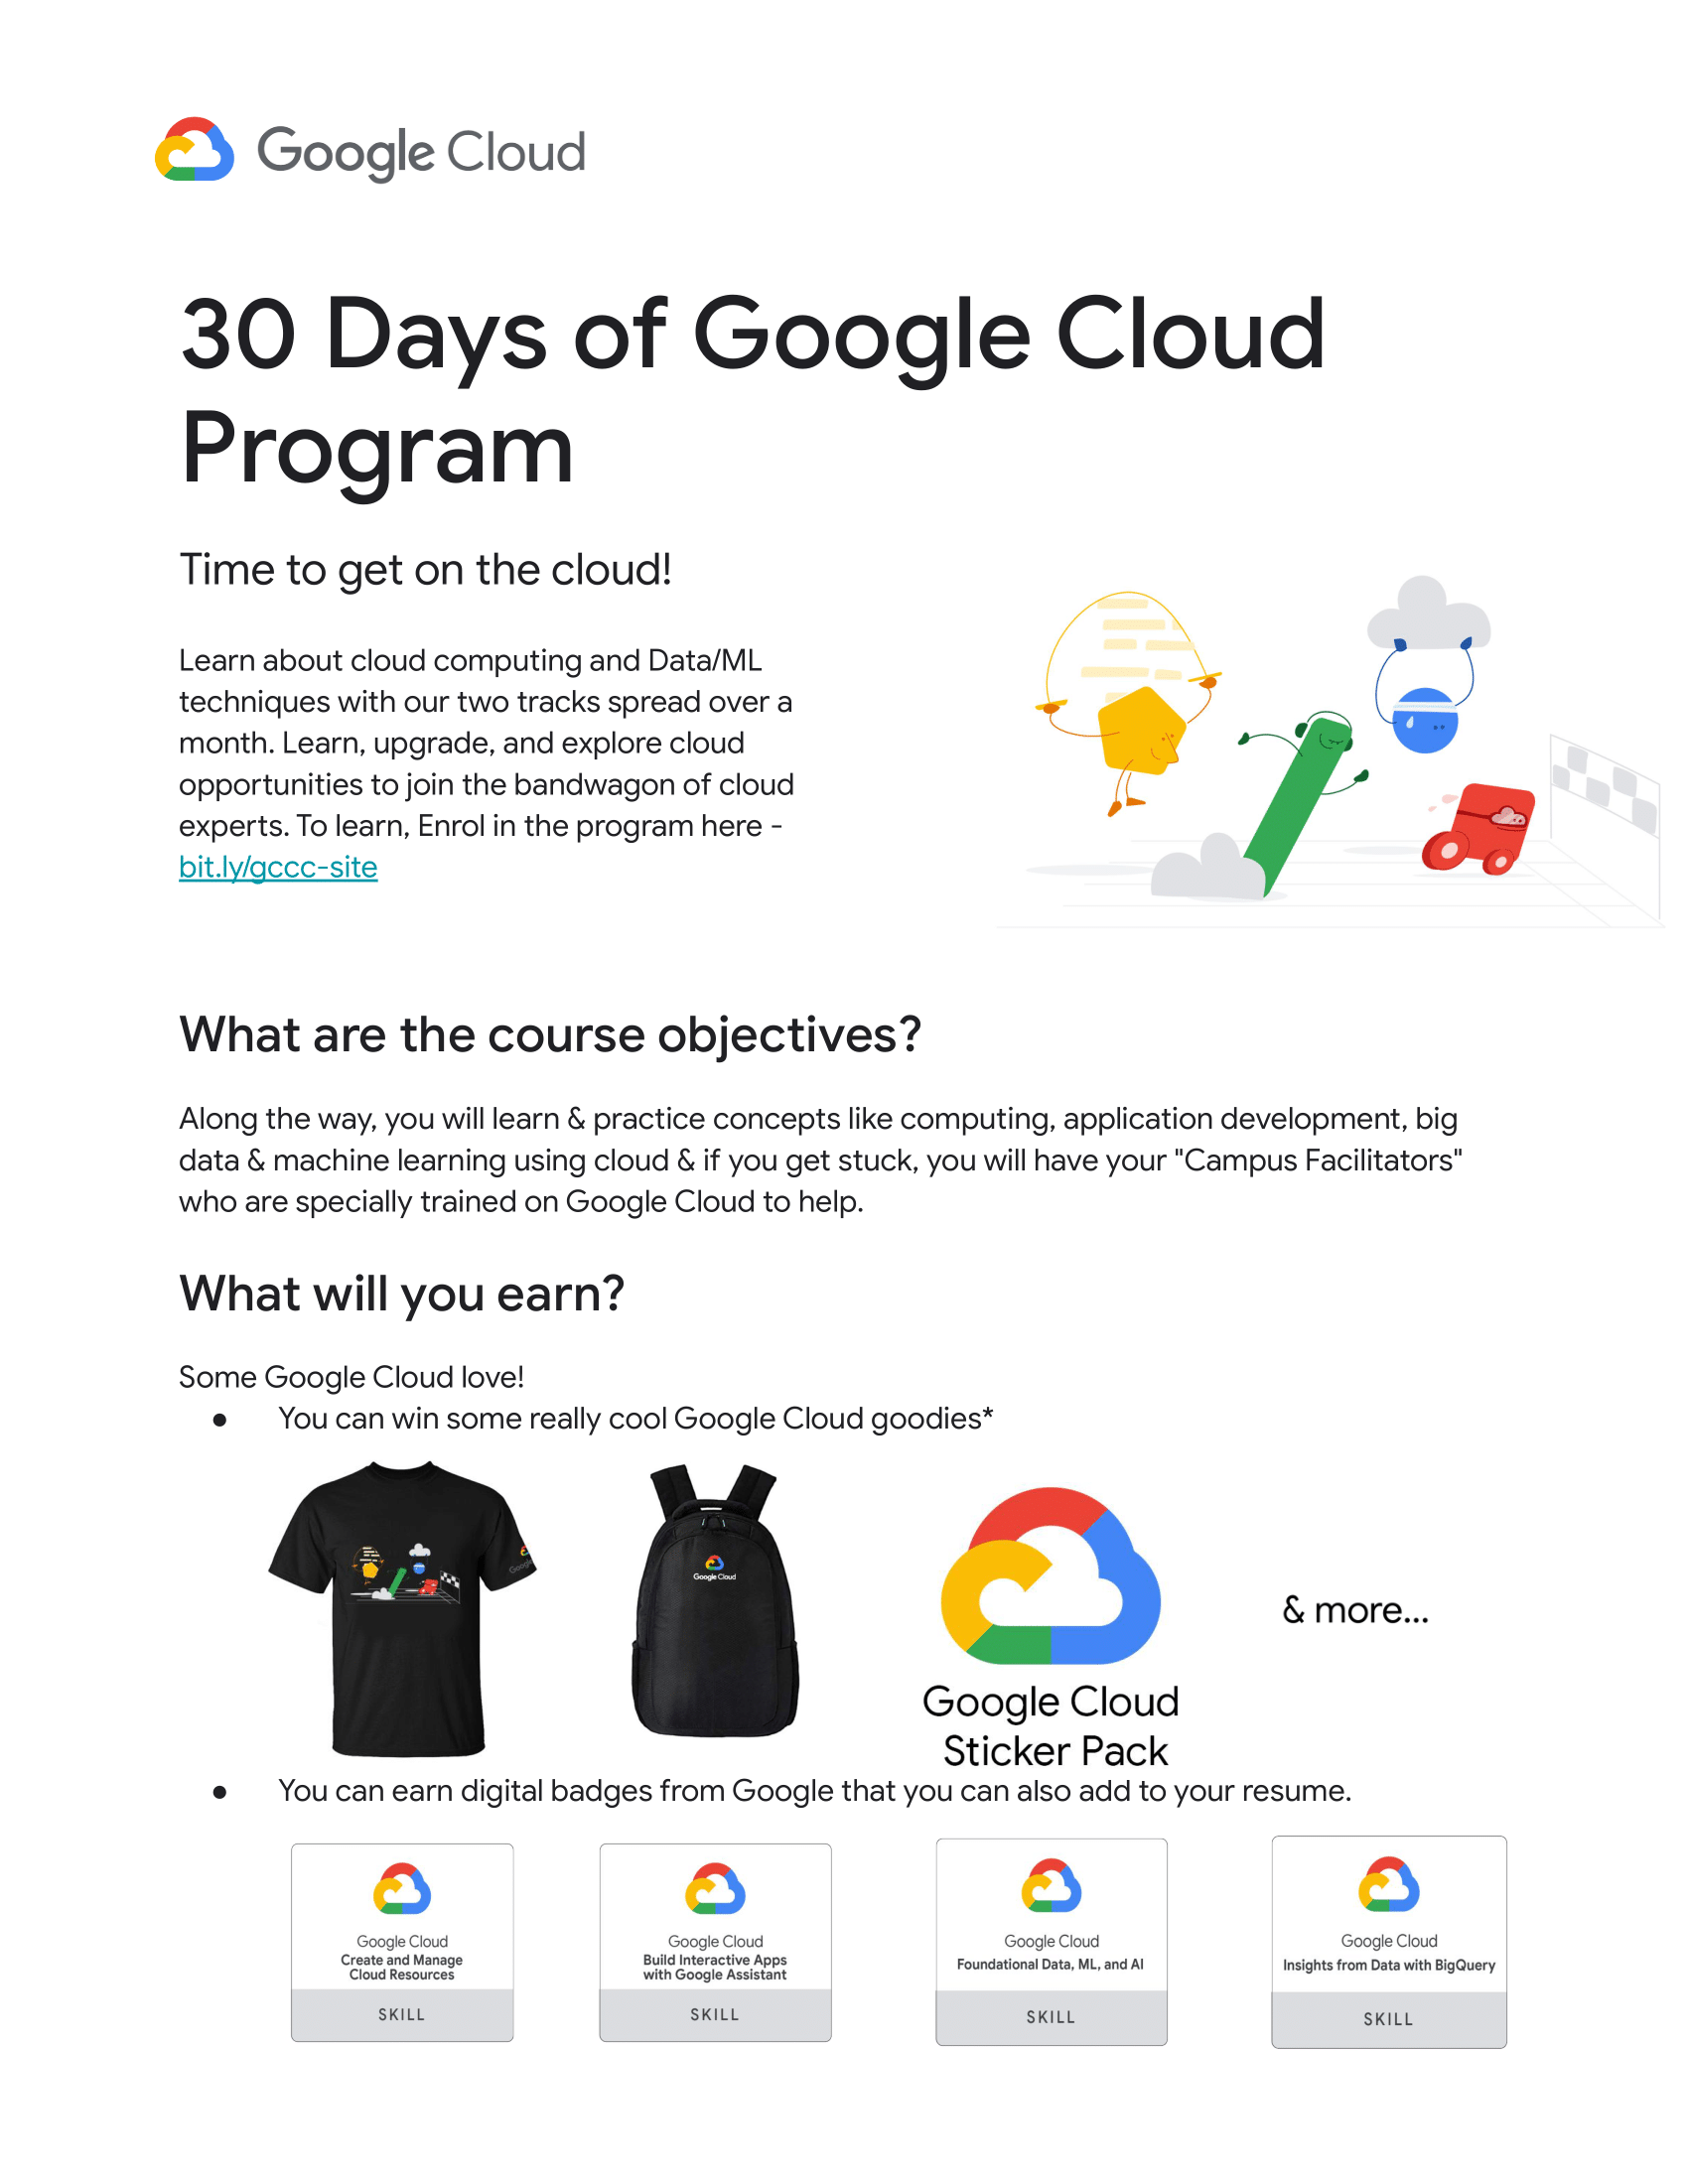 Google Cloud
30 Days of Google Cloud
Program
Time to get on the cloud!
Learn about cloud computing and Data/ML
techniques with our two tracks spread over a
month. Learn, upgrade, and explore cloud
opportunities to join the bandwagon of cloud
experts. To learn, Enrol in the program here -
bit.ly/gccc-site
What are the course objectives?
Along the way, you will learn & practice concepts like computing, application development, big
data & machine learning using cloud & if you get stuck, you will have your "Campus Facilitators"
who are specially trained on Google Cloud to help.
What will you earn?
Some Google Cloud love!
● You can win some really cool Google Cloud goodies*
Google Cloud
& more...
Google Cloud
Sticker Pack
● You can earn digital badges from Google that you can also add to your resume.
Google Cloud
Create and Manage
Cloud Resources
SKILL
Google Cloud
Build Interactive Apps
with Google Assistant
SKILL
Google Cloud
Foundational Data, ML, and AI
SKILL
Google Cloud
Insights from Data with BigQuery
SKILL